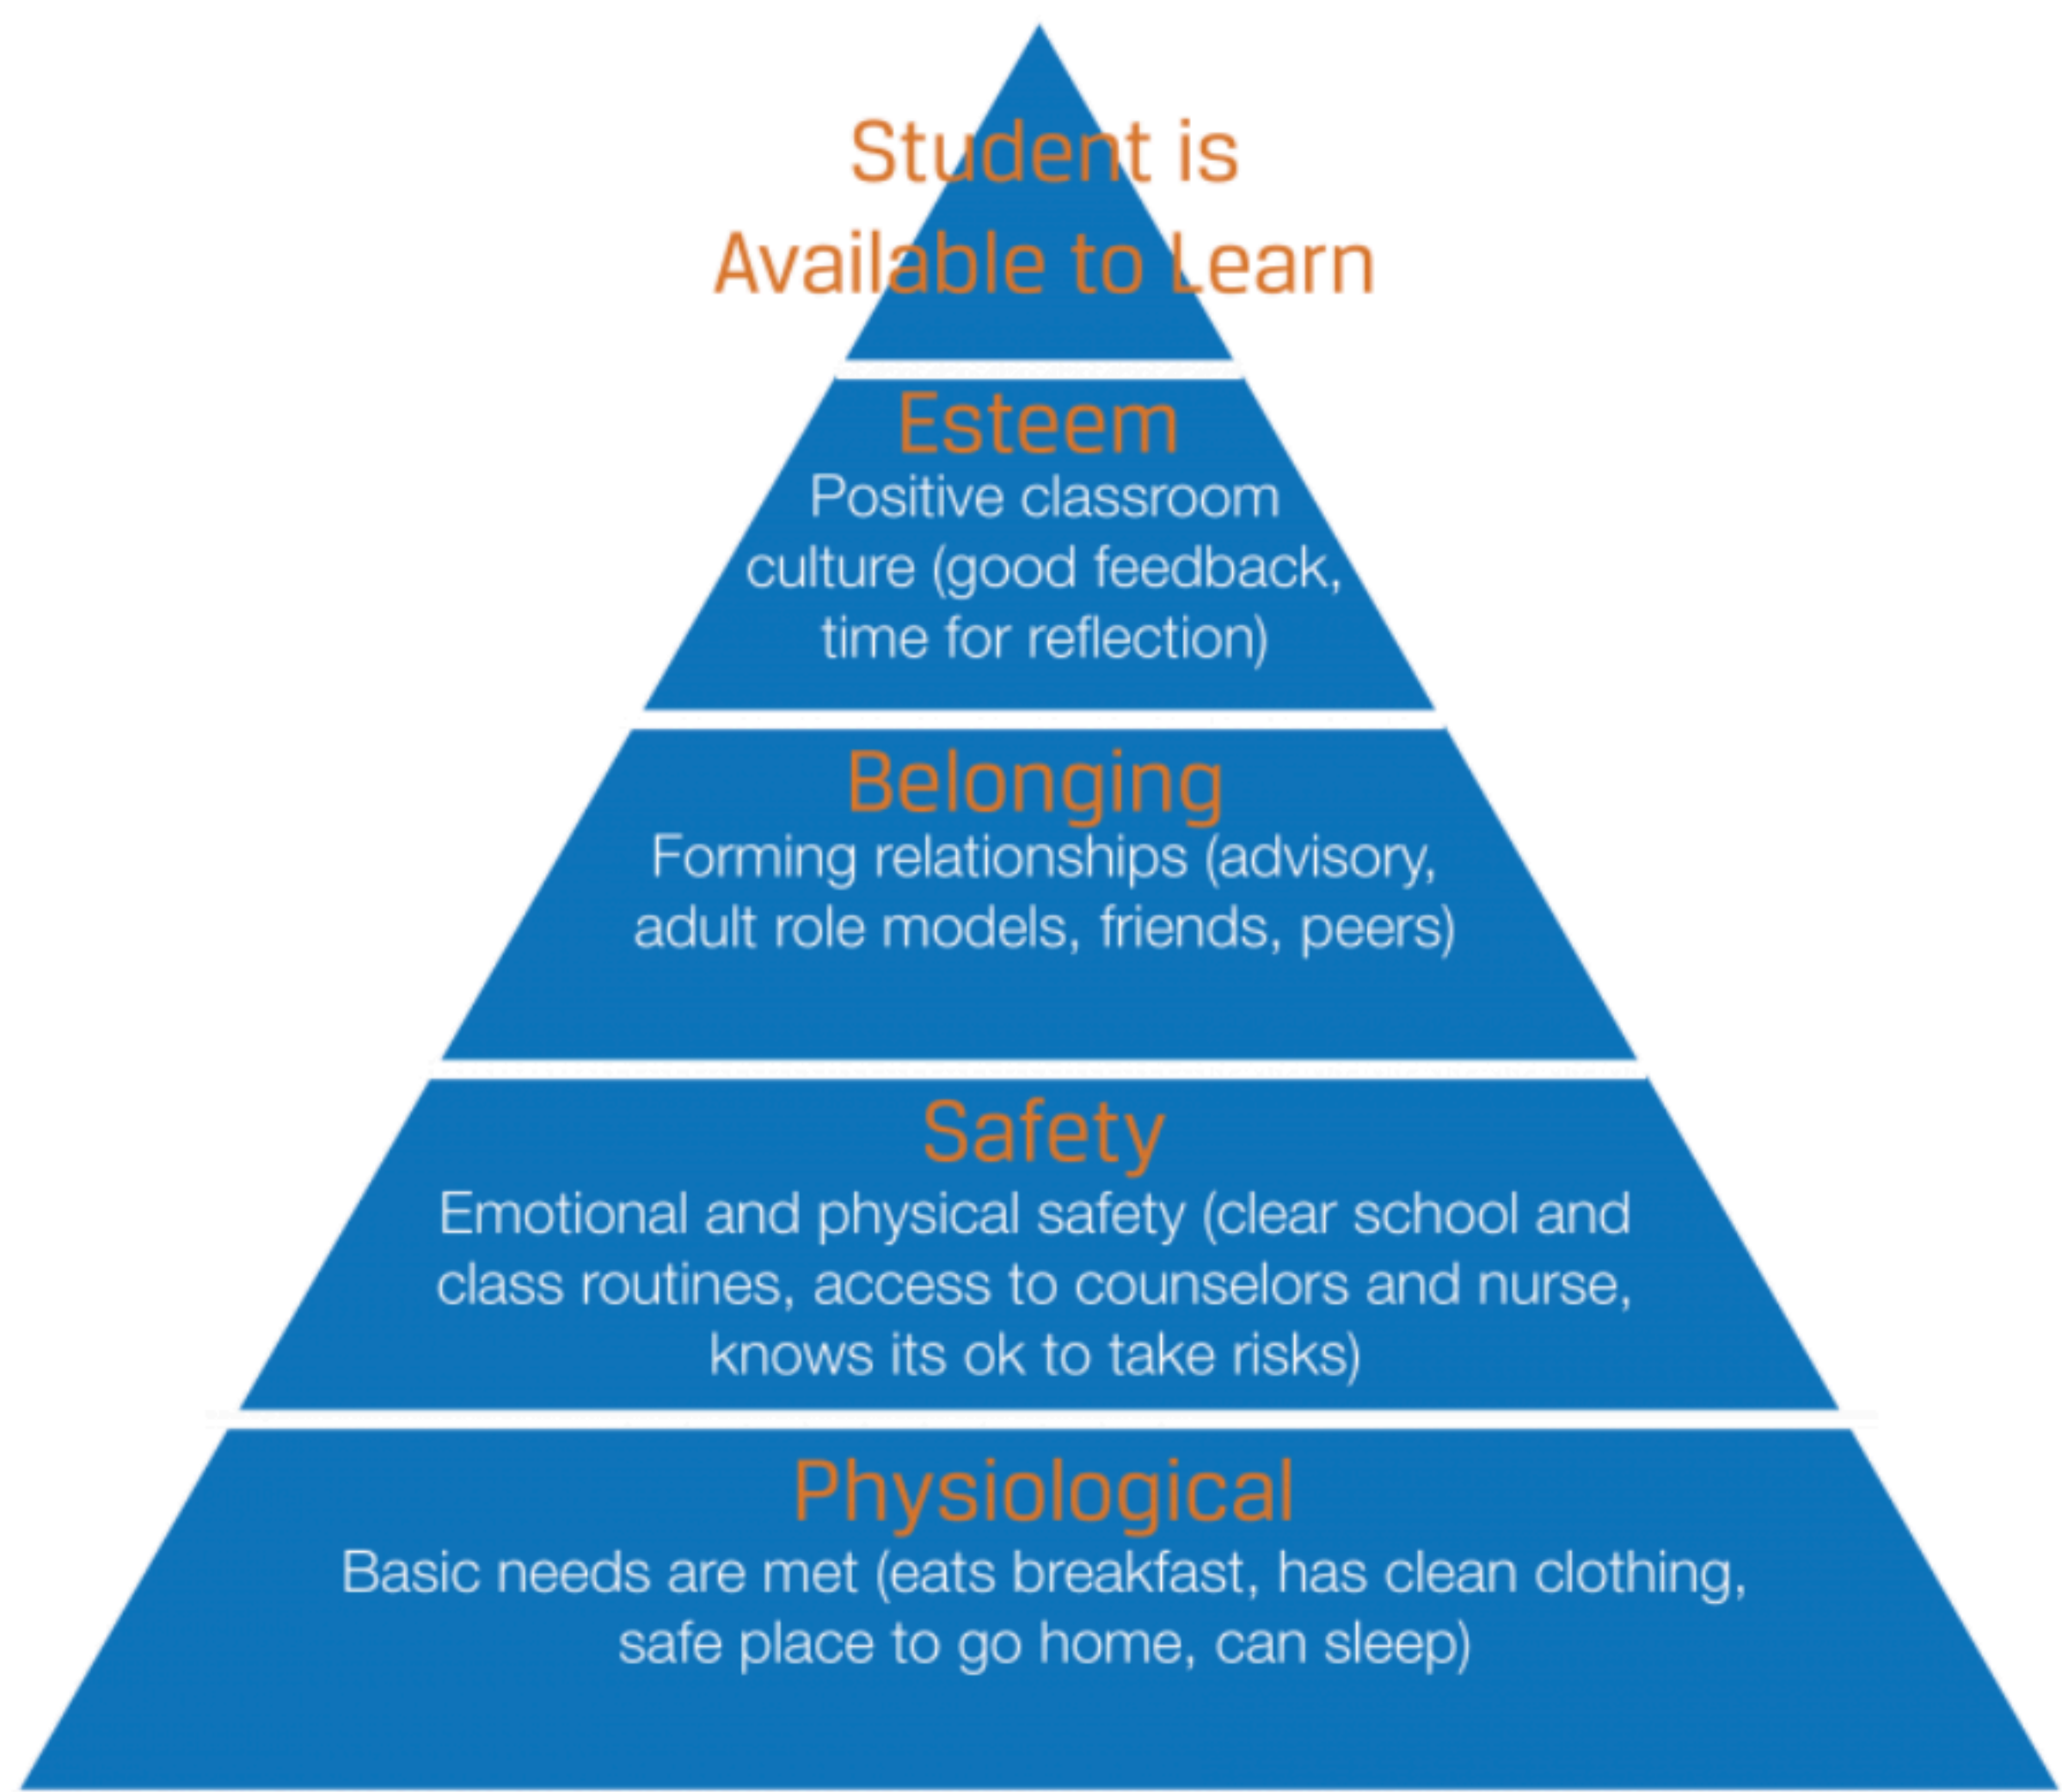 Student is
Available to Learn
Esteem
Positive classroom
culture (good feedback,
time for reflection)
Belonging
Forming relationships (advisory,
adult role models, friends, peers)
Safety
Emotional and physical safety (clear school and
class routines, access to counselors and nurse,
knows its ok to take risks)
Physiological
Basic needs are met (eats breakfast, has clean clothing,
safe place to go home, can sleep)